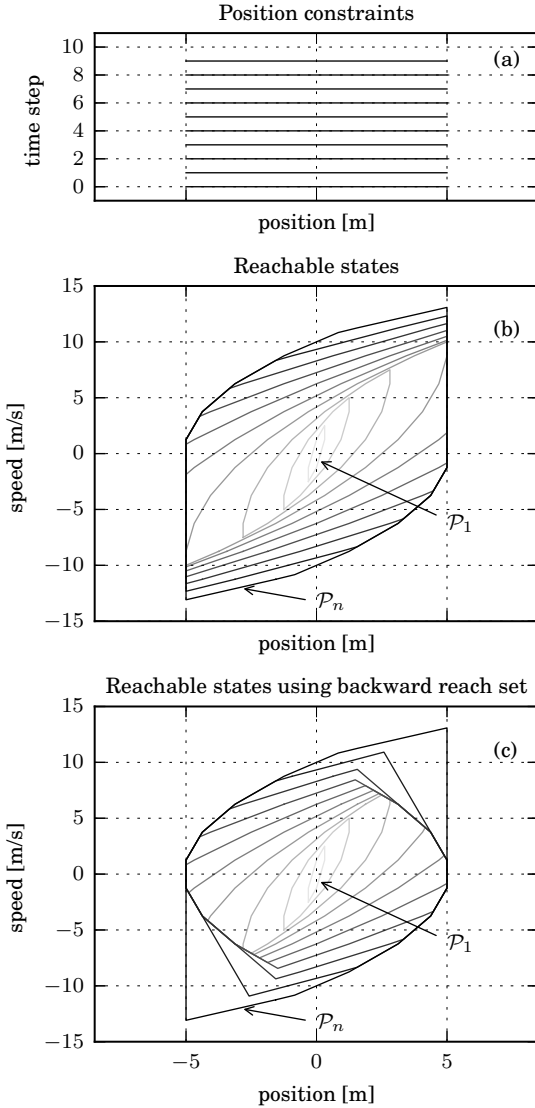 Position constraints
10
8
6
4
2
0
time step
(a)
position [m]
Reachable states
15
10
5
0
−5
−10
−15
speed [m/s]
(b)
𝒫1
𝒫n
position [m]
Reachable states using backward reach set
15
10
5
0
−5
−10
−15
speed [m/s]
(c)
𝒫1
𝒫n
−5 0 5
position [m]